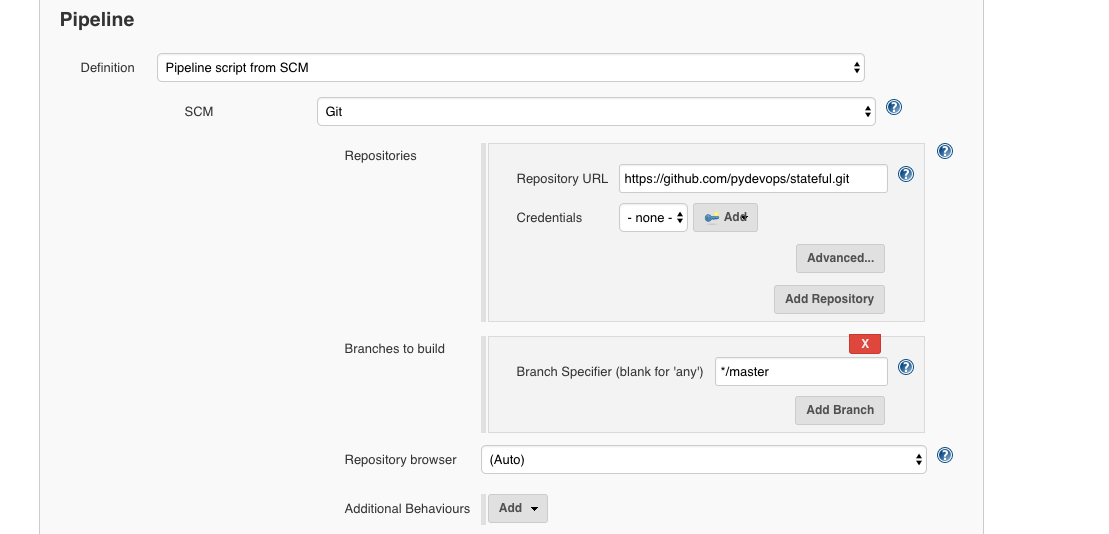 Pipeline
Definition Pipeline script from SCM
SCM Git
Repositories
Repository URL https://github.com/pydevops/stateful.git
Credentials - none - Add
Advanced...
Add Repository
X
Branches to build
Branch Specifier (blank for 'any') */master
Add Branch
Repository browser (Auto)
Additional Behaviours Add